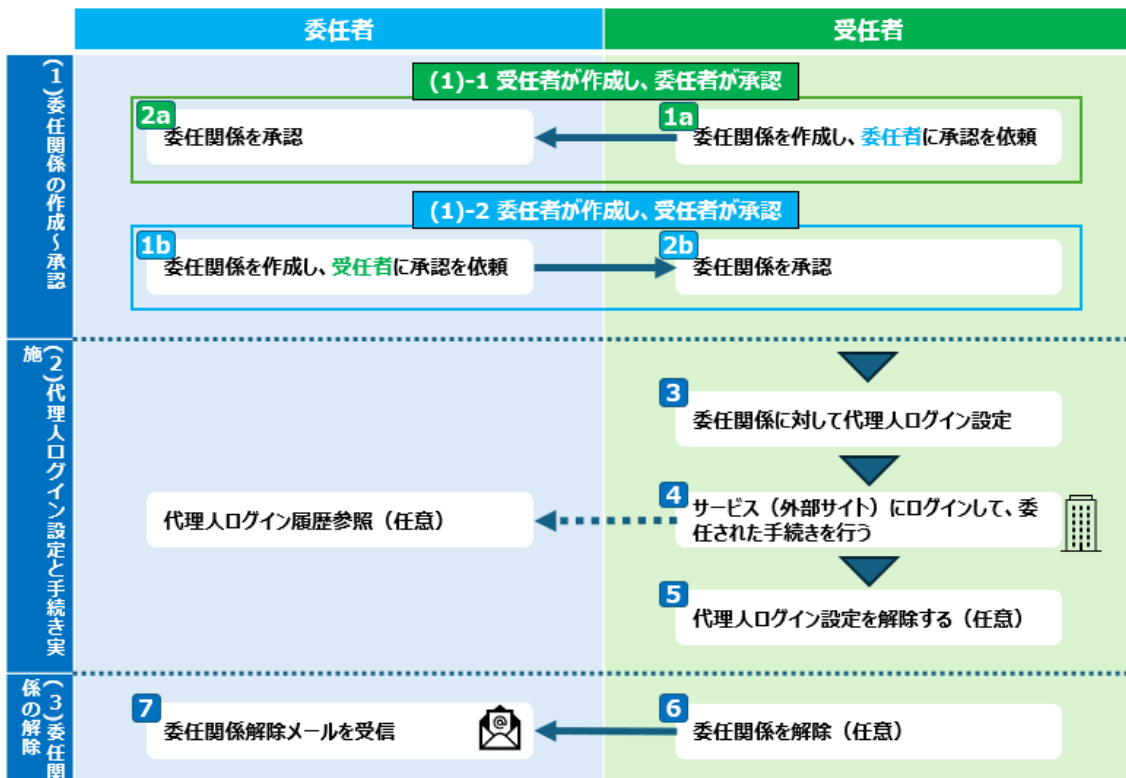 委任者
受任者
(1)委任関係の作成～承認
(1)-1 受任者が作成し、委任者が承認
2a
委任関係を承認
1a
委任関係を作成し、委任者に承認を依頼
(1)-2 委任者が作成し、受任者が承認
1b
委任関係を作成し、受任者に承認を依頼
2b
委任関係を承認
(2)代理人ログイン設定と手続き実
施
3
委任関係に対して代理人ログイン設定
4
サービス（外部サイト）にログインして、委
任された手続きを行う
代理人ログイン履歴参照（任意）
5
代理人ログイン設定を解除する（任意）
(3)委任関
係の解除
7
委任関係解除メールを受信
@
6
委任関係を解除（任意）